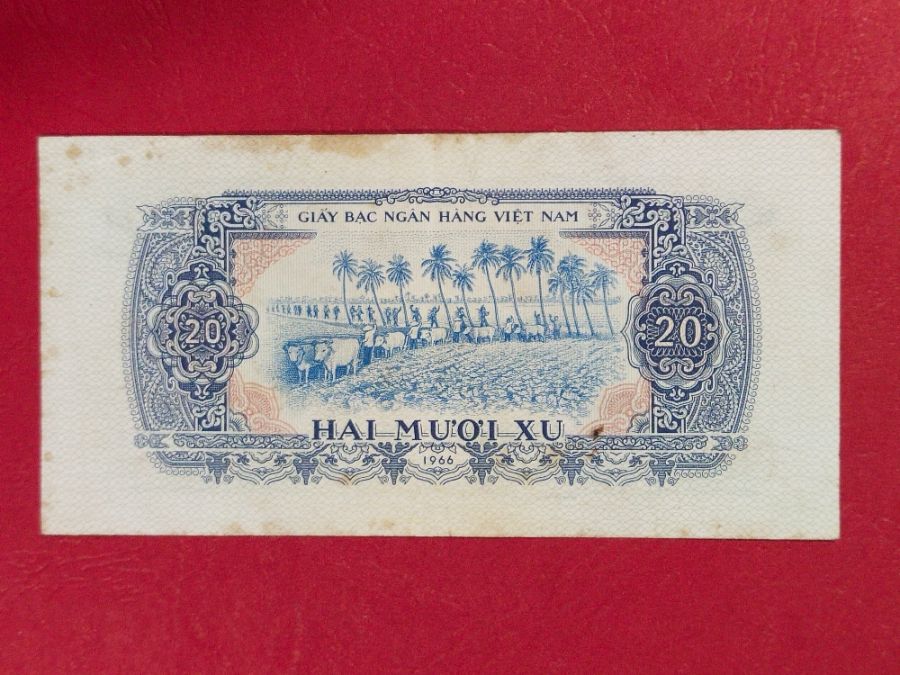 GIẤY BẠC NGÂN HÀNG VIỆT NAM
20 20
HAI MƯƠI XU
1966